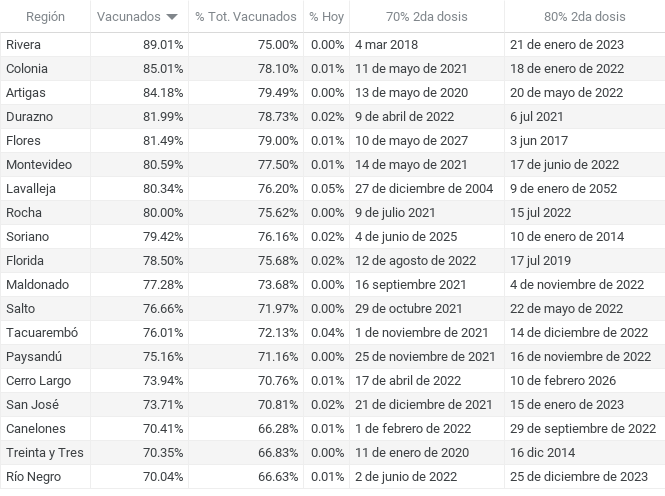 Región Vacunados % Tot. Vacunados % Hoy 70% 2da dosis 80% 2da dosis
Rivera 89.01% 75.00% 0.00% 4 mar 2018 21 de enero de 2023
Colonia 85.01% 78.10% 0.01% 11 de mayo de 2021 18 de enero de 2022
Artigas 84.18% 79.49% 0.00% 13 de mayo de 2020 20 de mayo de 2022
Durazno 81.99% 78.73% 0.02% 9 de abril de 2022 6 jul 2021
Flores 81.49% 79.00% 0.01% 10 de mayo de 2027 3 jun 2017
Montevideo 80.59% 77.50% 0.01% 14 de mayo de 2021 17 de junio de 2022
Lavalleja 80.34% 76.20% 0.05% 27 de diciembre de 2004 9 de enero de 2052
Rocha 80.00% 75.62% 0.00% 9 de julio 2021 15 jul 2022
Soriano 79.42% 76.16% 0.02% 4 de junio de 2025 10 de enero de 2014
Florida 78.50% 75.68% 0.02% 12 de agosto de 2022 17 jul 2019
Maldonado 77.28% 73.68% 0.00% 16 septiembre 2021 4 de noviembre de 2022
Salto 76.66% 71.97% 0.00% 29 de octubre 2021 22 de mayo de 2022
Tacuarembó 76.01% 72.13% 0.04% 1 de noviembre de 2021 14 de diciembre de 2022
Paysandú 75.16% 71.16% 0.00% 25 de noviembre de 2021 16 de noviembre de 2022
Cerro Largo 73.94% 70.76% 0.01% 17 de abril de 2022 10 de febrero 2026
San José 73.71% 70.81% 0.02% 21 de diciembre de 2021 15 de enero de 2023
Canelones 70.41% 66.28% 0.01% 1 de febrero de 2022 29 de septiembre de 2022
Treinta y Tres 70.35% 66.83% 0.00% 11 de enero de 2020 16 dic 2014
Río Negro 70.04% 66.63% 0.01% 2 de junio de 2022 25 de diciembre de 2023